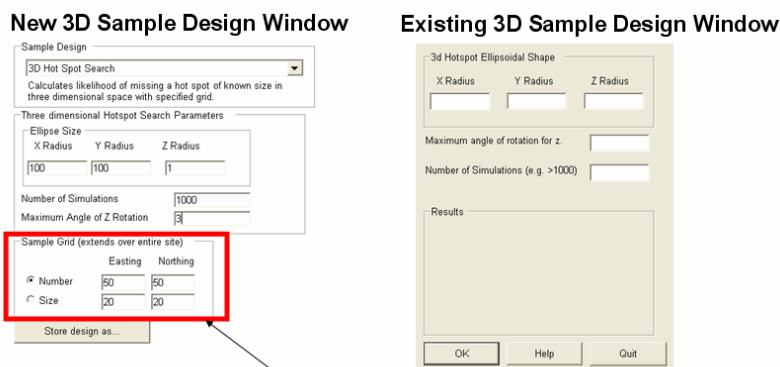 New 3D Sample Design Window
Sample Design
3D Hot Spot Search
Calculates likelihood of missing a hot spot of known size in
three dimensional space with specified grid.
Three dimensional Hotspot Search Parameters
Ellipse Size
X Radius Y Radius Z Radius
100 100 1
Number of Simulations 1000
Maximum Angle of Z Rotation 3
Sample Grid (extends over entire site)
Easting Northing
Number 50 50
Size 20 20
Store design as...
Existing 3D Sample Design Window
3d Hotspot Ellipsoidal Shape
X Radius Y Radius Z Radius
Maximum angle of rotation for z.
Number of Simulations (e.g. >1000)
Results
OK Help Quit